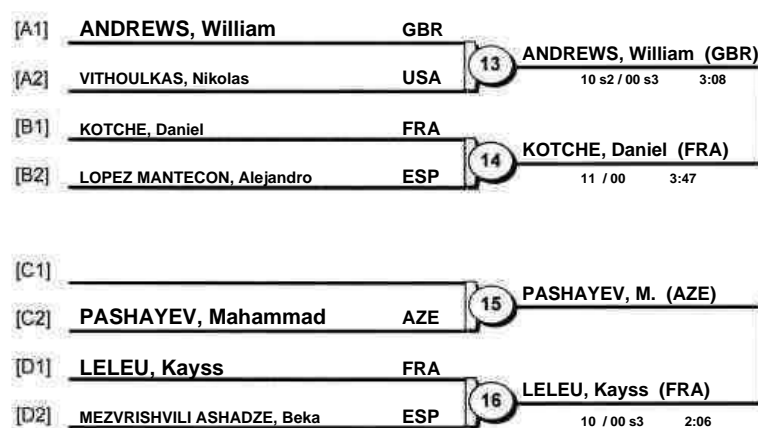 [A1] ANDREWS, William GBR
13 ANDREWS, William (GBR)
[A2] VITHOULKAS, Nikolas USA
10 s2 / 00 s3 3:08
[B1] KOTCHE, Daniel FRA
14 KOTCHE, Daniel (FRA)
[B2] LOPEZ MANTECON, Alejandro ESP
11 / 00 3:47
[C1]
15 PASHAYEV, M. (AZE)
[C2] PASHAYEV, Mahammad AZE
[D1] LELEU, Kayss FRA
16 LELEU, Kayss (FRA)
[D2] MEZVRISHVILI ASHADZE, Beka ESP
10 / 00 s3 2:06